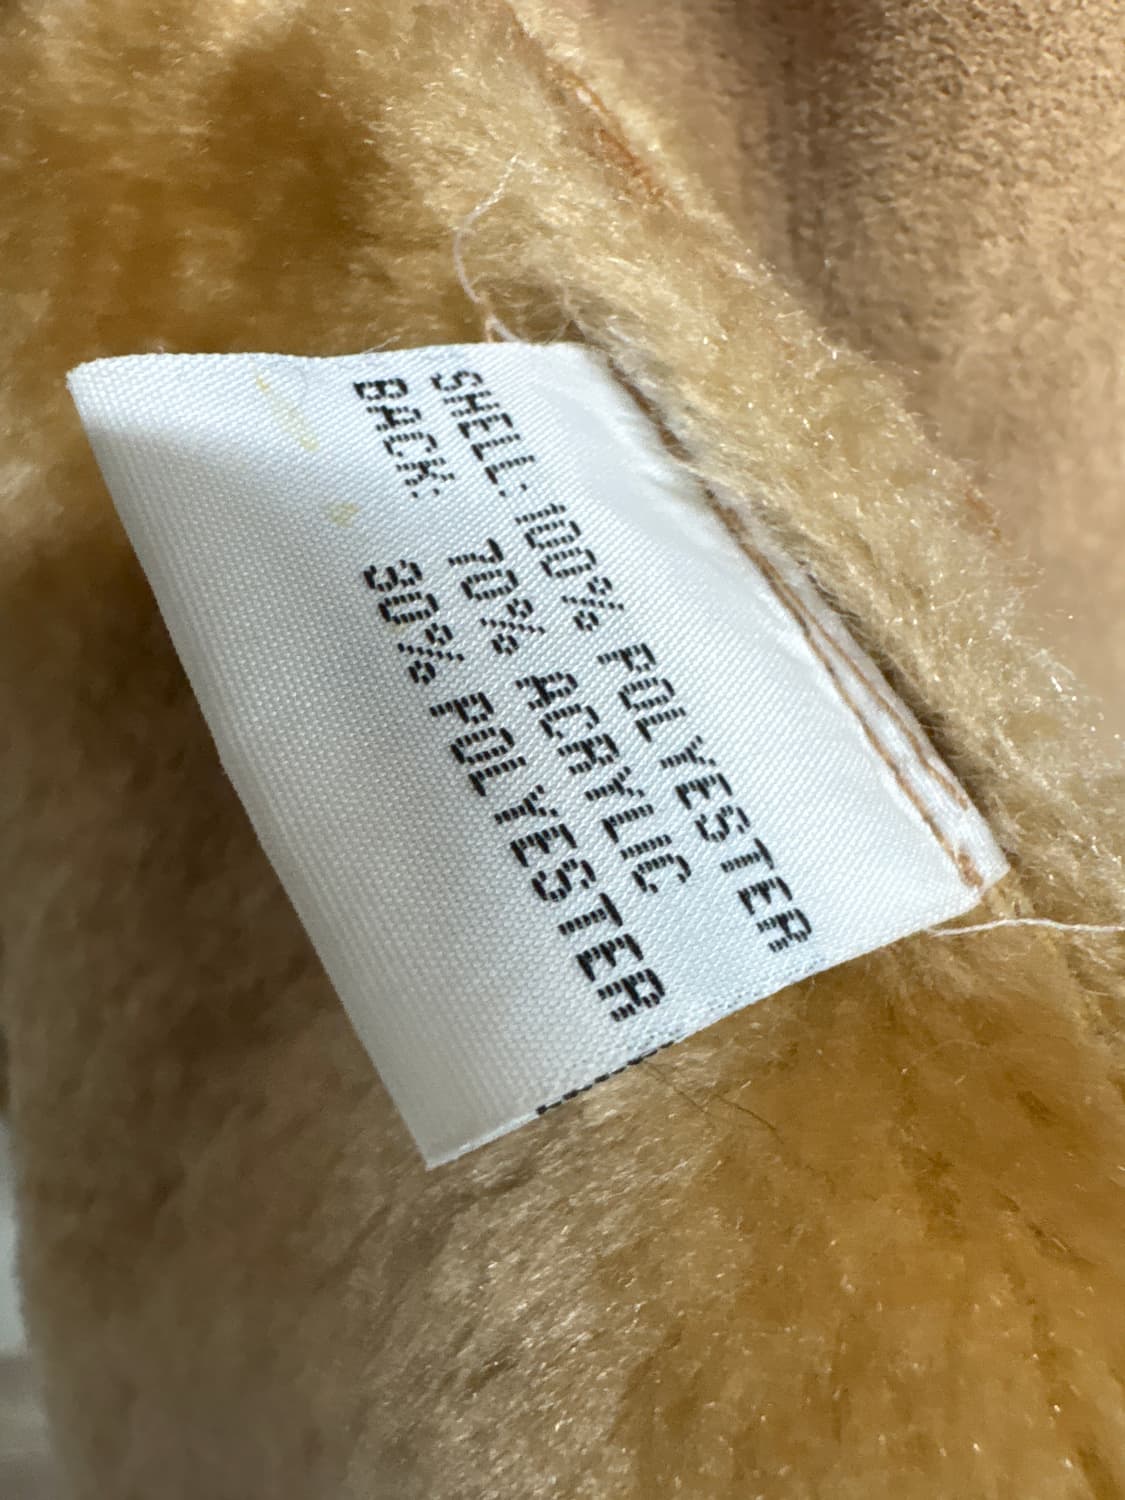 SHELL: 100% POLYESTER
BACK: 70% ACRYLIC
30% POLYESTER